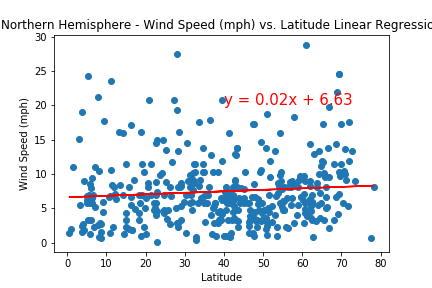 Northern Hemisphere - Wind Speed (mph) vs. Latitude Linear Regressio
30
25
20
15
10
5
0
Wind Speed (mph)
y = 0.02x + 6.63
0 10 20 30 40 50 60 70 80
Latitude